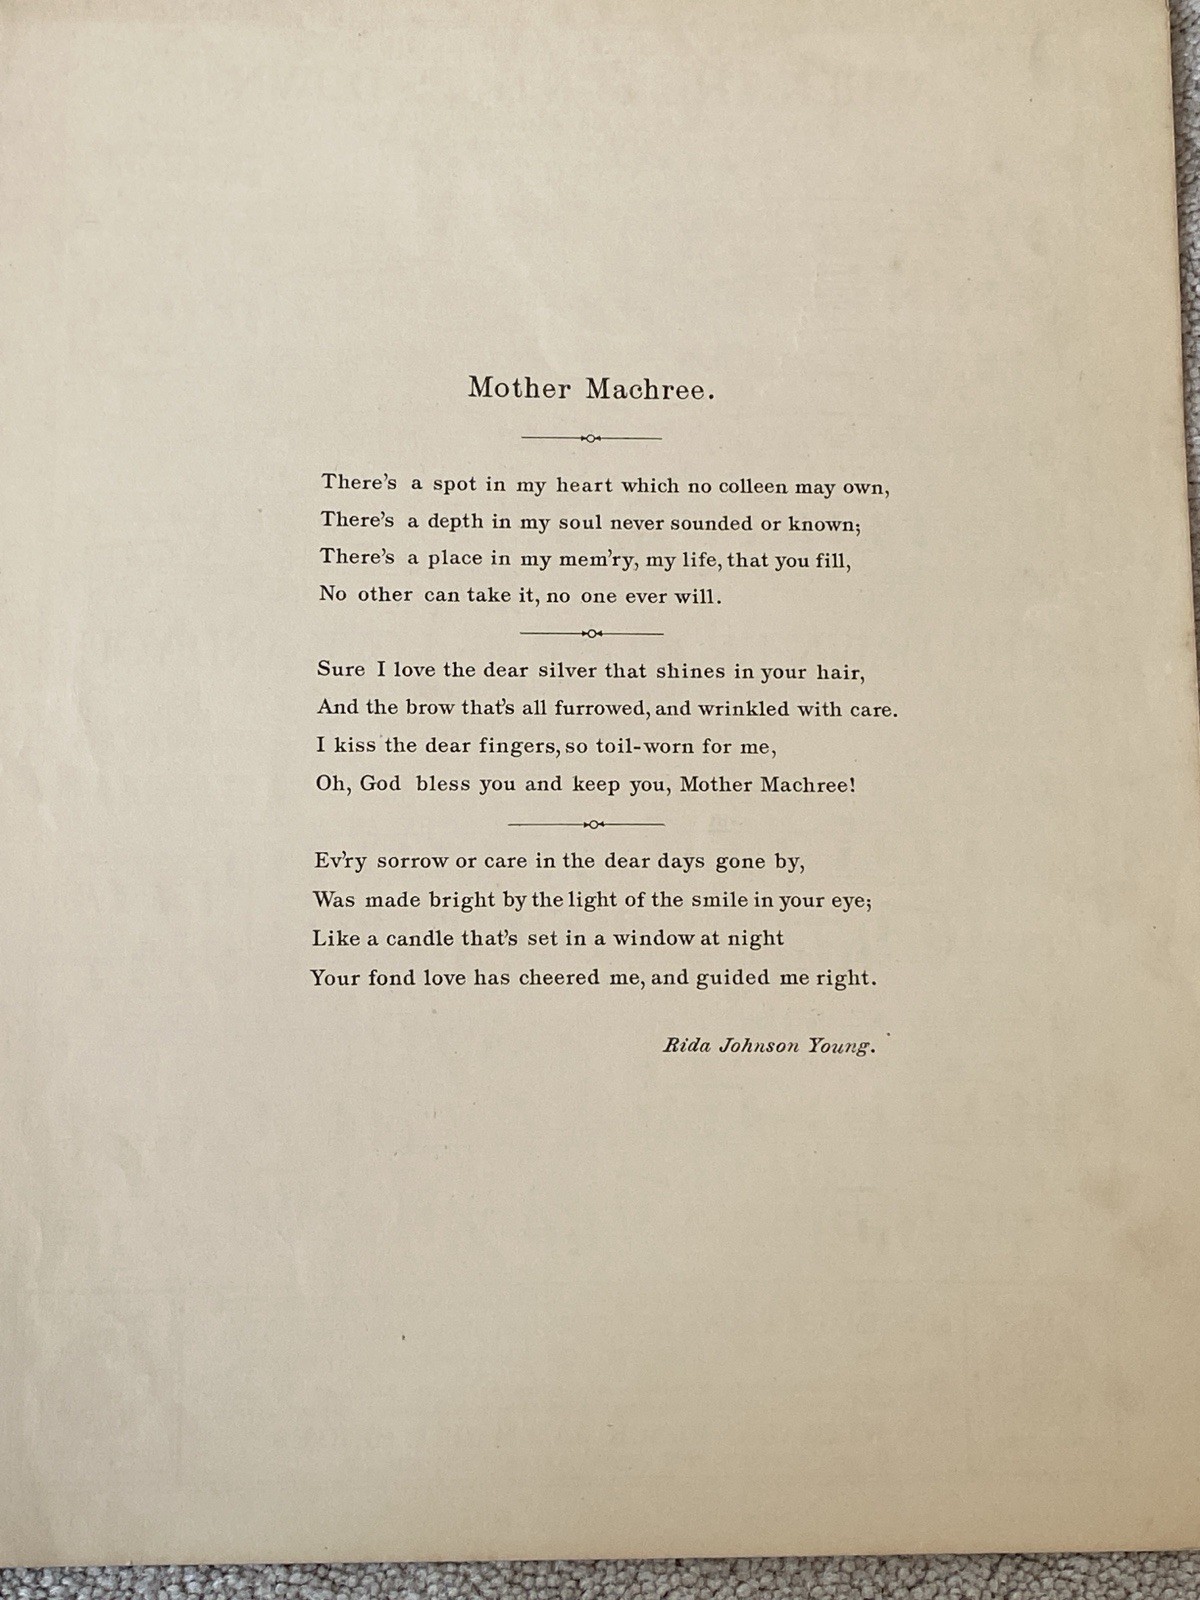 Mother Machree.
There's a spot in my heart which no colleen may own,
There's a depth in my soul never sounded or known;
There's a place in my mem'ry, my life, that you fill,
No other can take it, no one ever will.
Sure I love the dear silver that shines in your hair,
And the brow that's all furrowed, and wrinkled with care.
I kiss the dear fingers, so toil-worn for me,
Oh, God bless you and keep you, Mother Machree!
Ev'ry sorrow or care in the dear days gone by,
Was made bright by the light of the smile in your eye;
Like a candle that's set in a window at night
Your fond love has cheered me, and guided me right.
Rida Johnson Young.